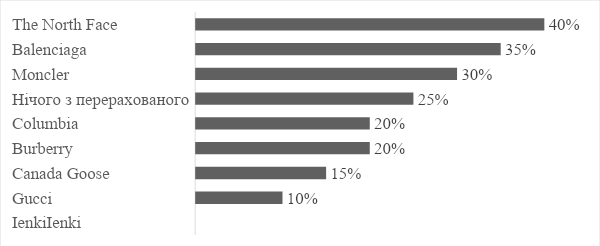 The North Face 40%
Balenciaga 35%
Moncler 30%
Нічого з перерахованого 25%
Columbia 20%
Burberry 20%
Canada Goose 15%
Gucci 10%
IenkiIenki